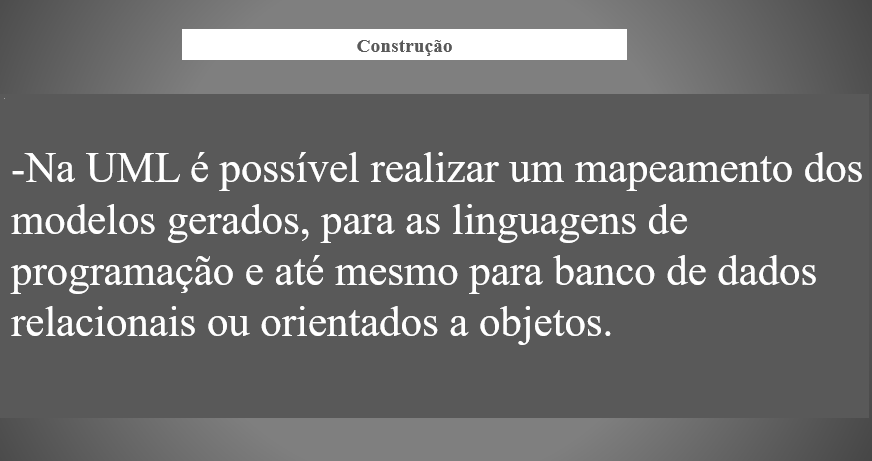 Construção
-Na UML é possível realizar um mapeamento dos
modelos gerados, para as linguagens de
programação e até mesmo para banco de dados
relacionais ou orientados a objetos.